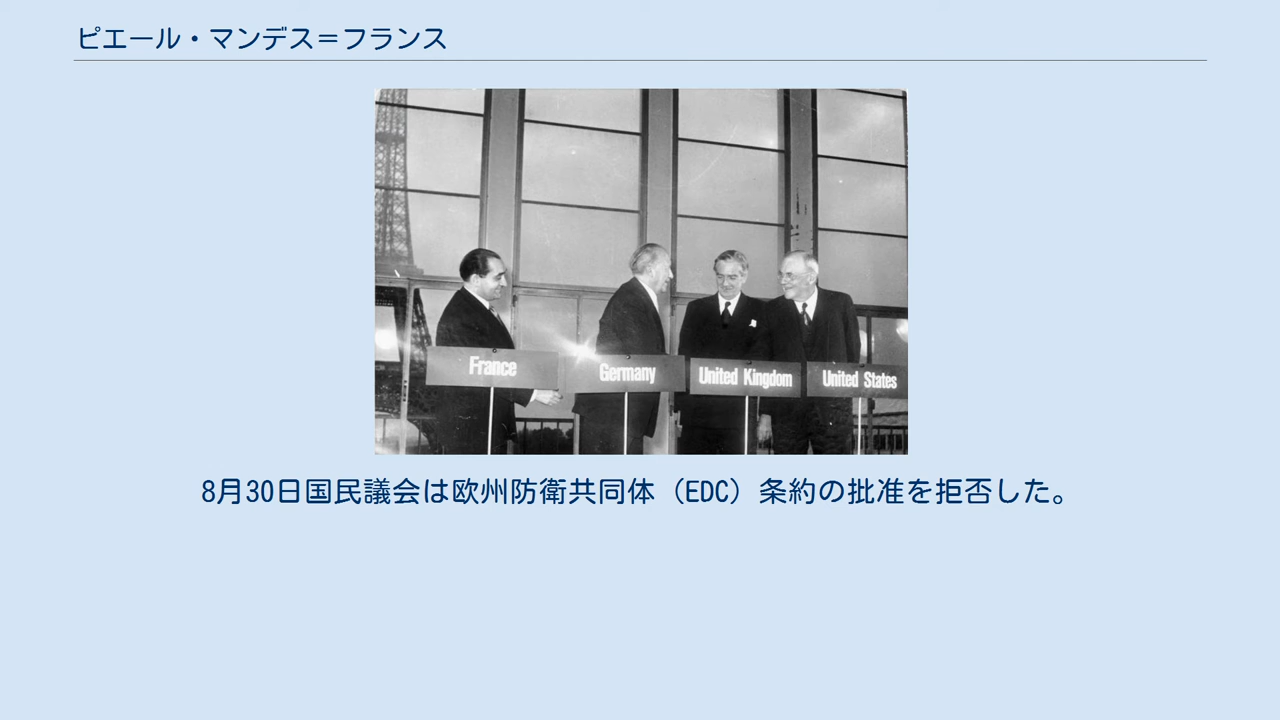 ピエール・マンデス＝フランス
France
Germany
United Kingdom
United States
8月30日国民議会は欧州防衛共同体（EDC）条約の批准を拒否した。